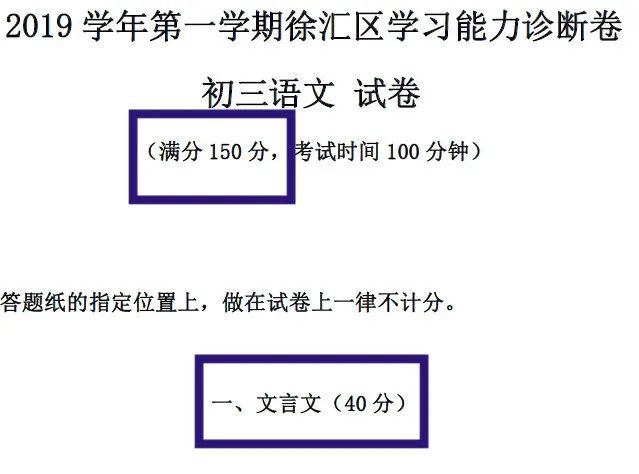 2019 学年第一学期徐汇区学习能力诊断卷
初三语文 试卷
（满分 150 分，考试时间 100 分钟）
答题纸的指定位置上，做在试卷上一律不计分。
一、文言文（40 分）